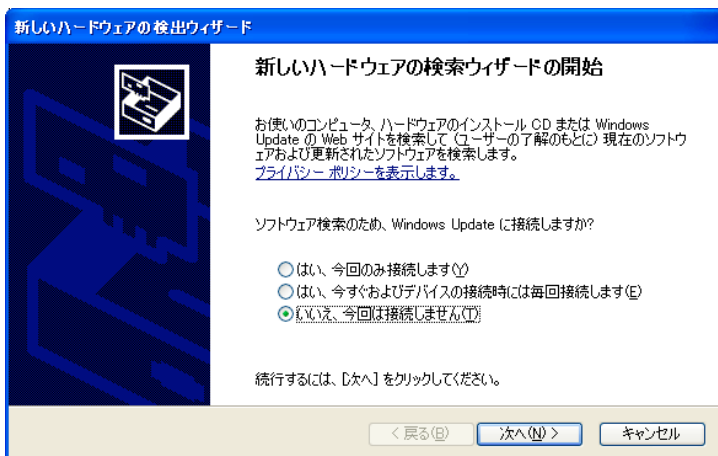 新しいハードウェアの検出ウィザード
新しいハードウェアの検索ウィザードの開始
お使いのコンピュータ、ハードウェアのインストール CD または Windows
Update の Web サイトを検索して (ユーザーの了解のもとに) 現在のソフトウ
ェアおよび更新されたソフトウェアを検索します。
プライバシー ポリシーを表示します。
ソフトウェア検索のため、Windows Update に接続しますか?
はい、今回のみ接続します(Y)
はい、今すぐおよびデバイスの接続時には毎回接続します(E)
いいえ、今回は接続しません(T)
続行するには、[次へ] をクリックしてください。
< 戻る(B)
次へ(N) >
キャンセル